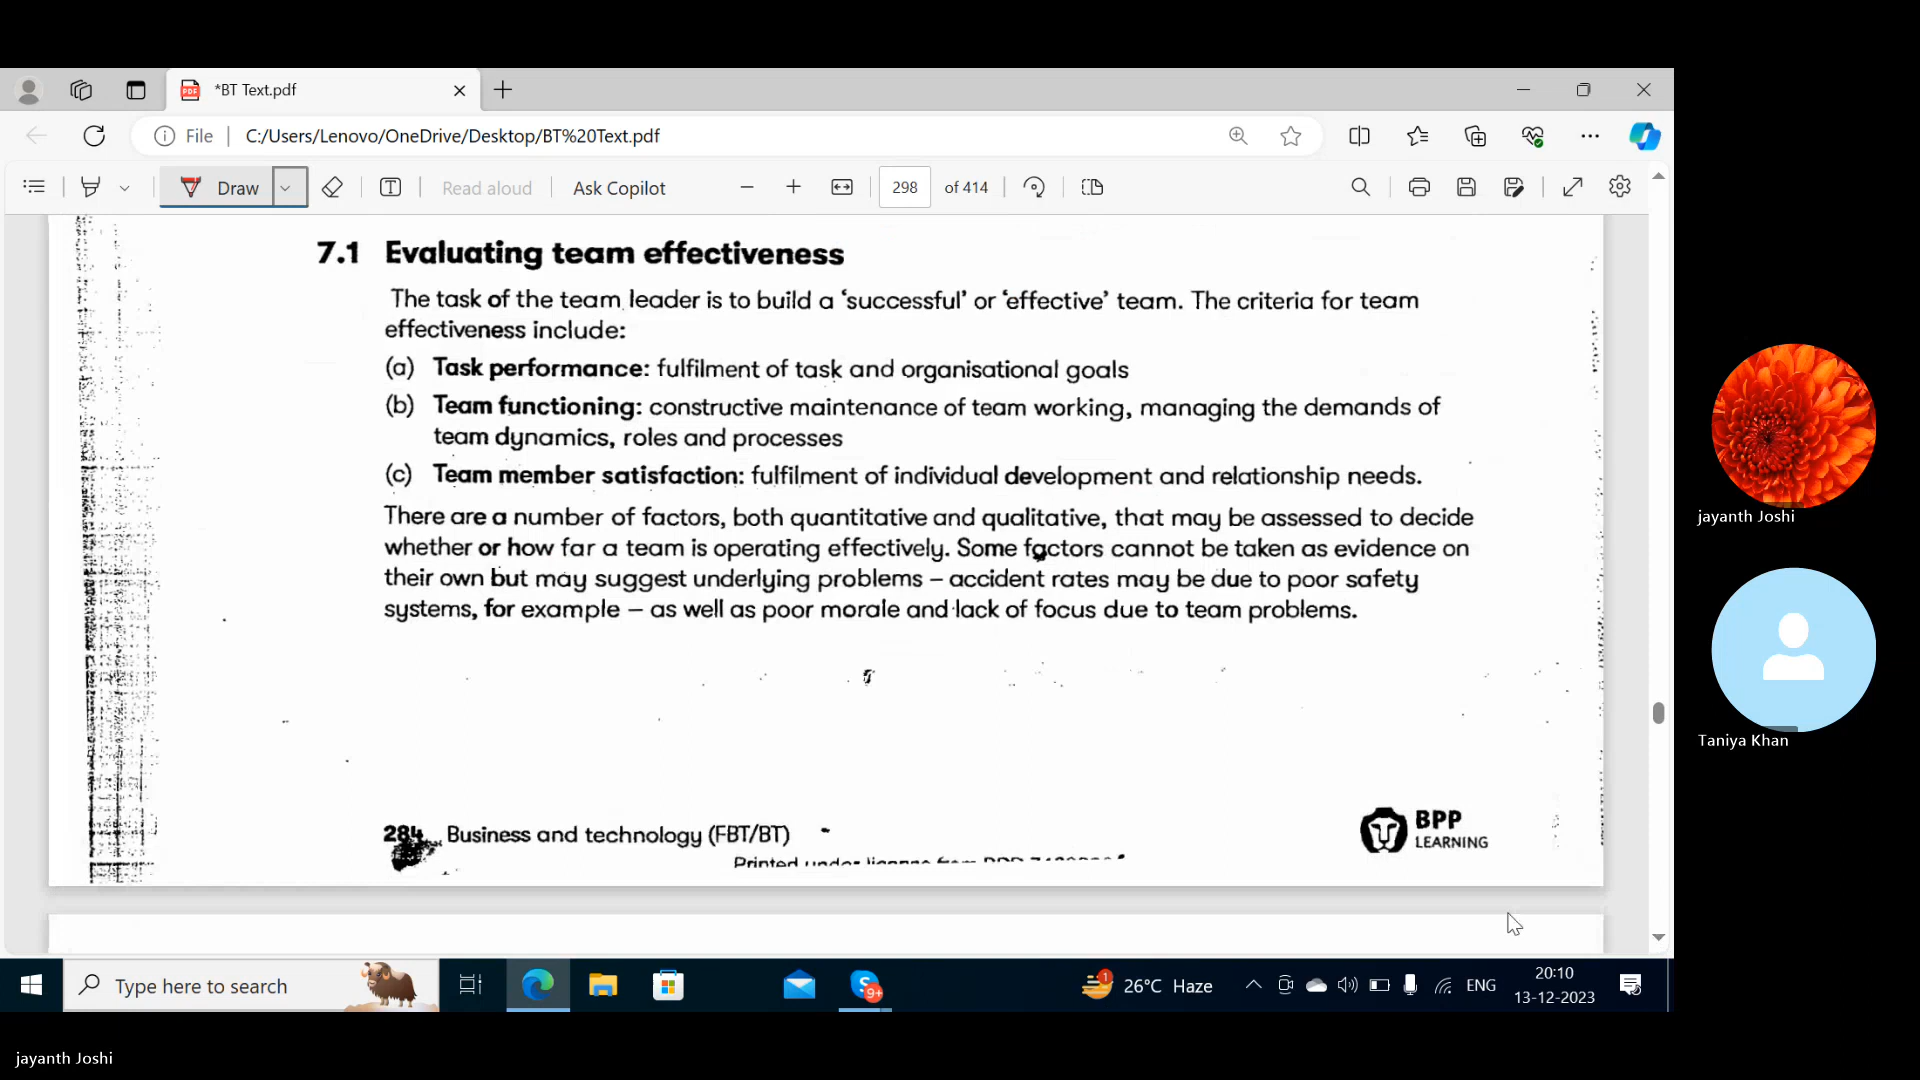 *BT Text.pdf
File
C:/Users/Lenovo/OneDrive/Desktop/BT%20Text.pdf
Draw
Read aloud
Ask Copilot
298
of 414
7.1 Evaluating team effectiveness
The task of the team leader is to build a ‘successful’ or ‘effective’ team. The criteria for team
effectiveness include:
(a) Task performance: fulfilment of task and organisational goals
(b) Team functioning: constructive maintenance of team working, managing the demands of
team dynamics, roles and processes
(c) Team member satisfaction: fulfilment of individual development and relationship needs.
There are a number of factors, both quantitative and qualitative, that may be assessed to decide
whether or how far a team is operating effectively. Some factors cannot be taken as evidence on
their own but may suggest underlying problems – accident rates may be due to poor safety
systems, for example – as well as poor morale and lack of focus due to team problems.
284 Business and technology (FBT/BT)
BPP
LEARNING
Printed under
jayanth Joshi
Taniya Khan
Type here to search
9+
1
26°C Haze
ENG
20:10
13-12-2023
jayanth Joshi